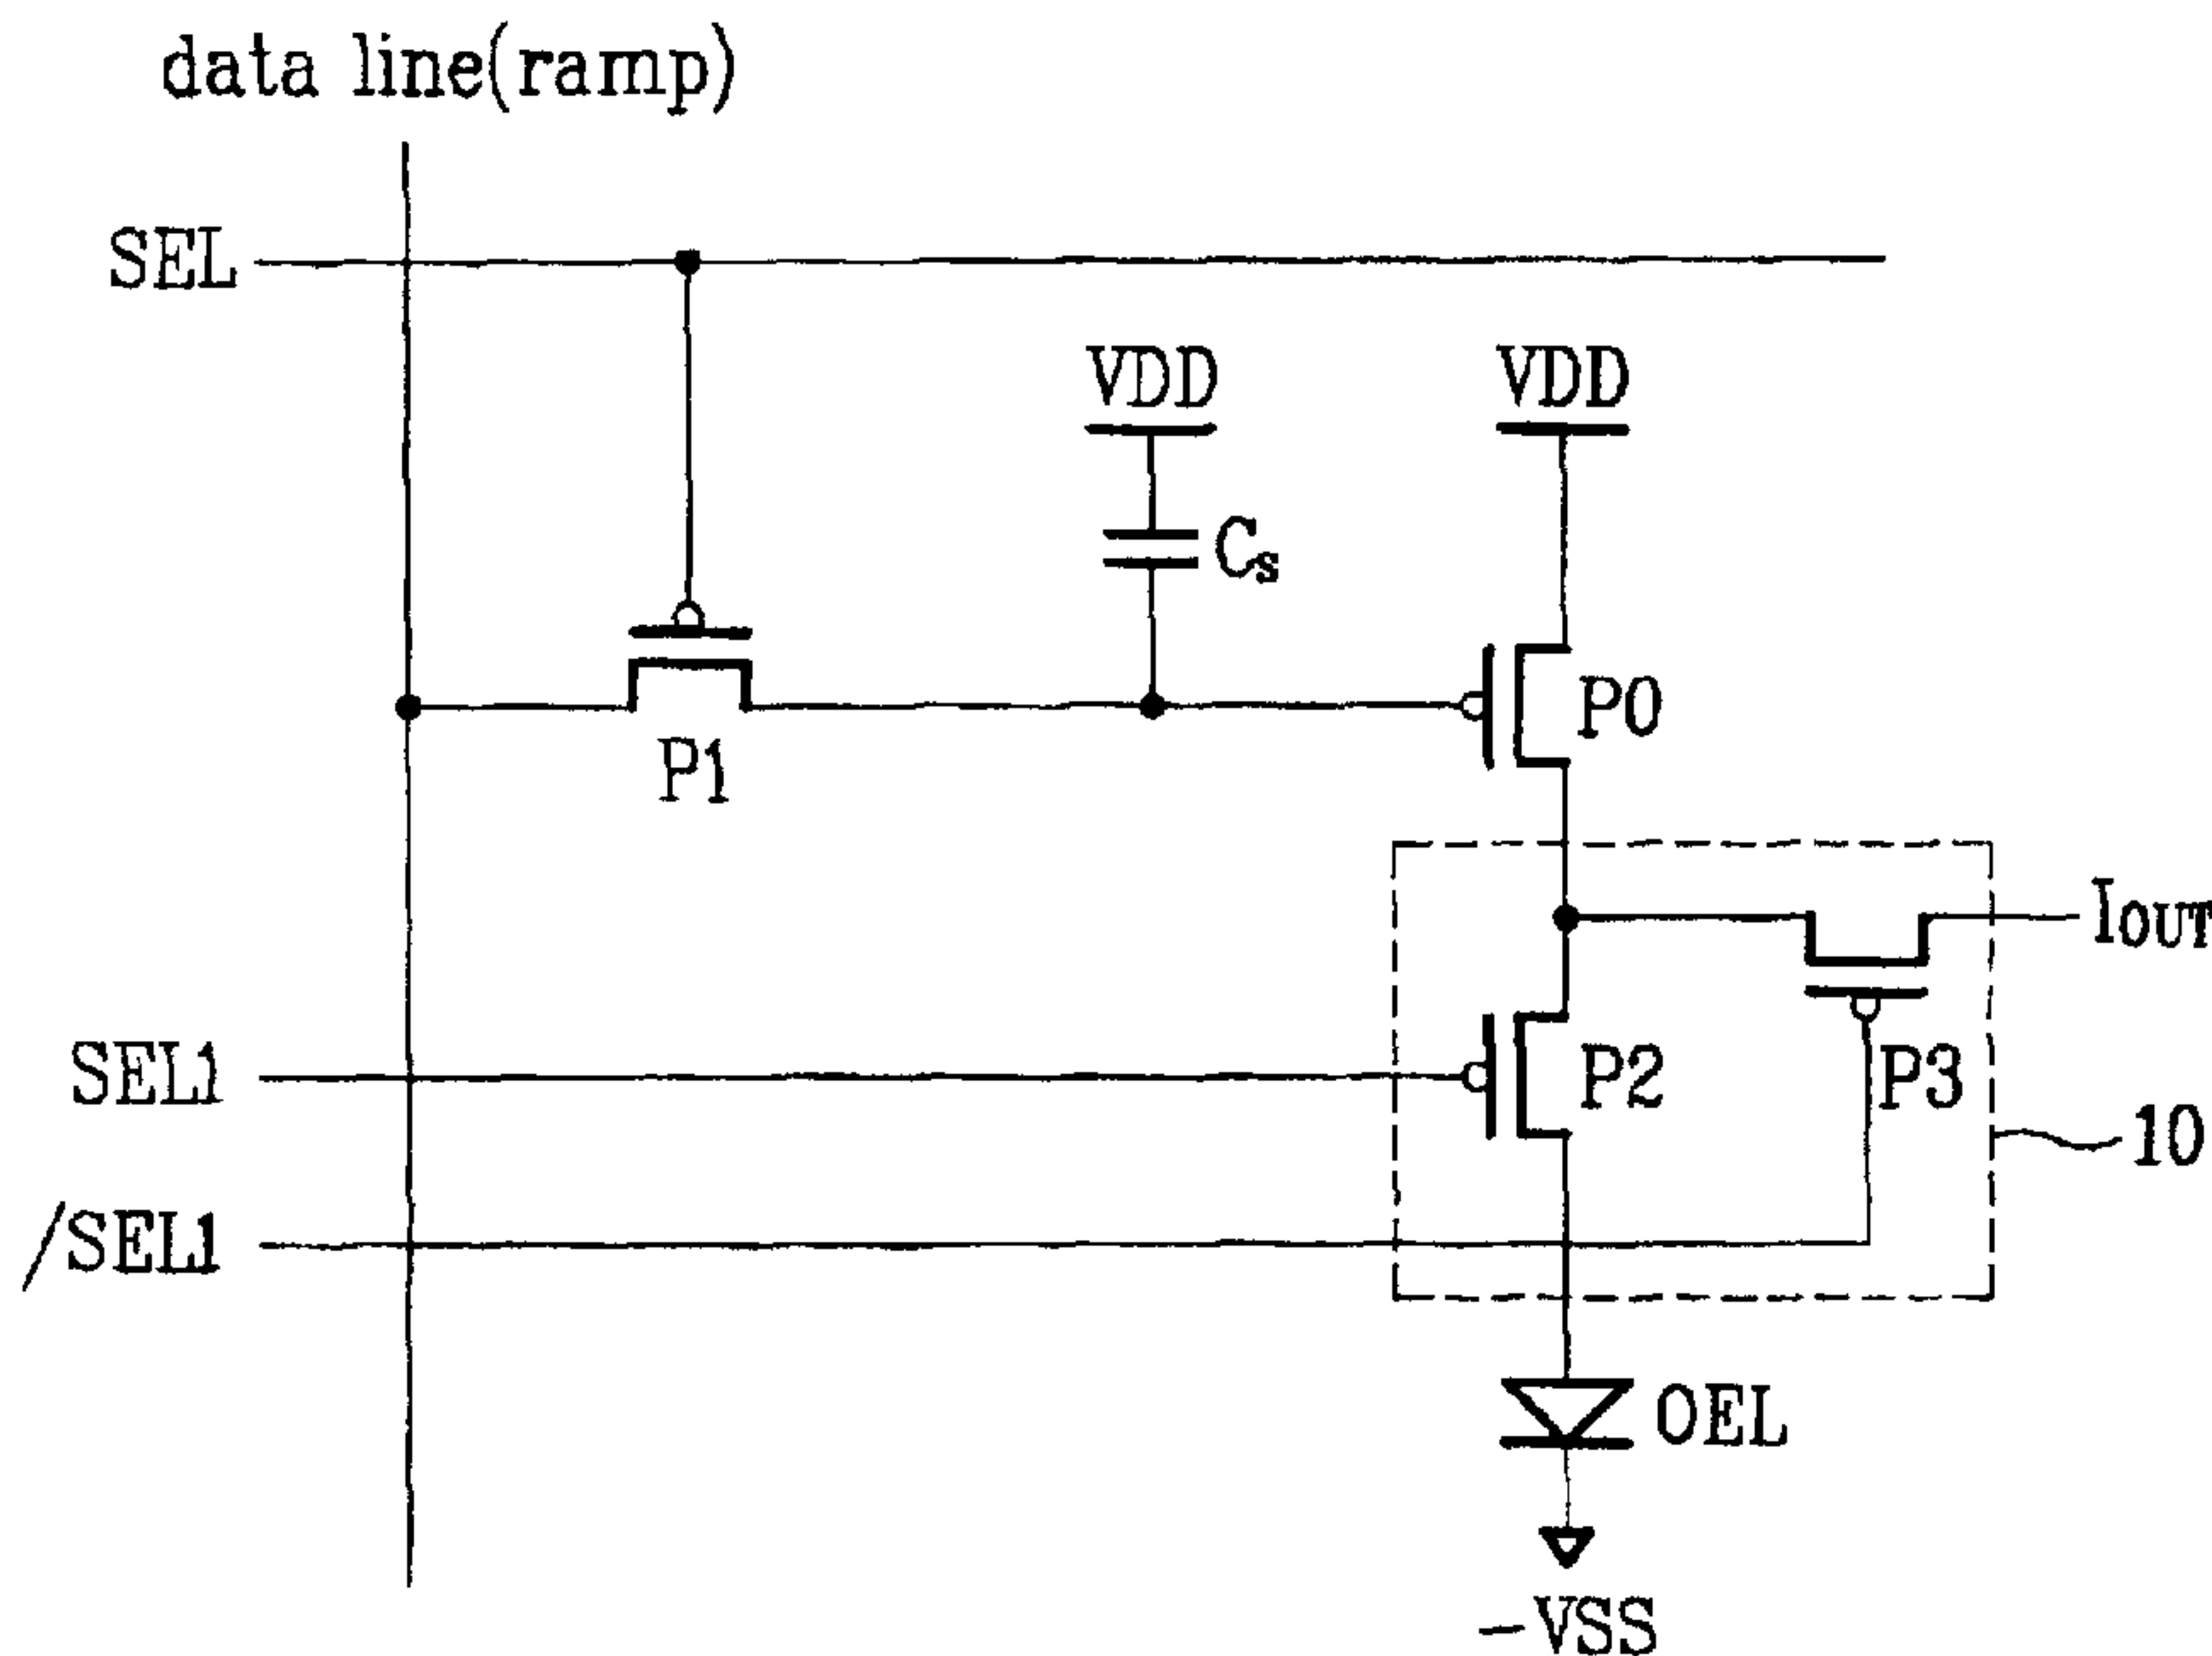 data line(ramp)
SEL
VDD
VDD
Cs
P0
P1
IOUT
SEL1
P2
P3
10
/SEL1
OEL
-VSS